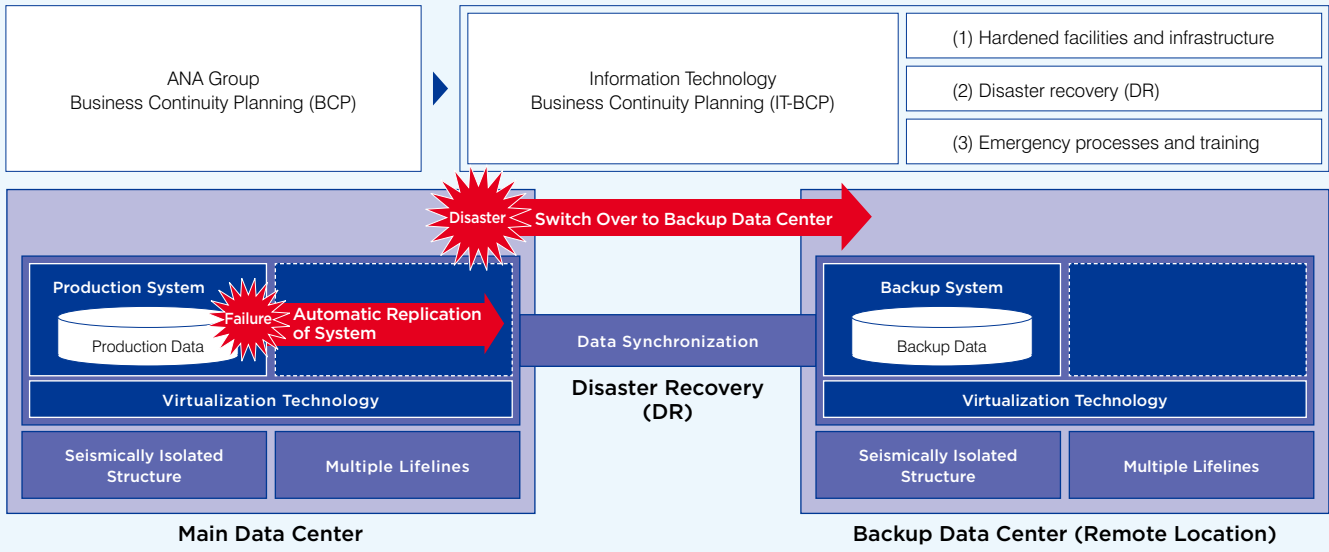 ANA Group
Business Continuity Planning (BCP)
Information Technology
Business Continuity Planning (IT-BCP)
(1) Hardened facilities and infrastructure
(2) Disaster recovery (DR)
(3) Emergency processes and training
Disaster
Switch Over to Backup Data Center
Production System
Production Data
Failure
Automatic Replication
of System
Virtualization Technology
Seismically Isolated
Structure
Multiple Lifelines
Main Data Center
Data Synchronization
Disaster Recovery
(DR)
Backup System
Backup Data
Virtualization Technology
Seismically Isolated
Structure
Multiple Lifelines
Backup Data Center (Remote Location)